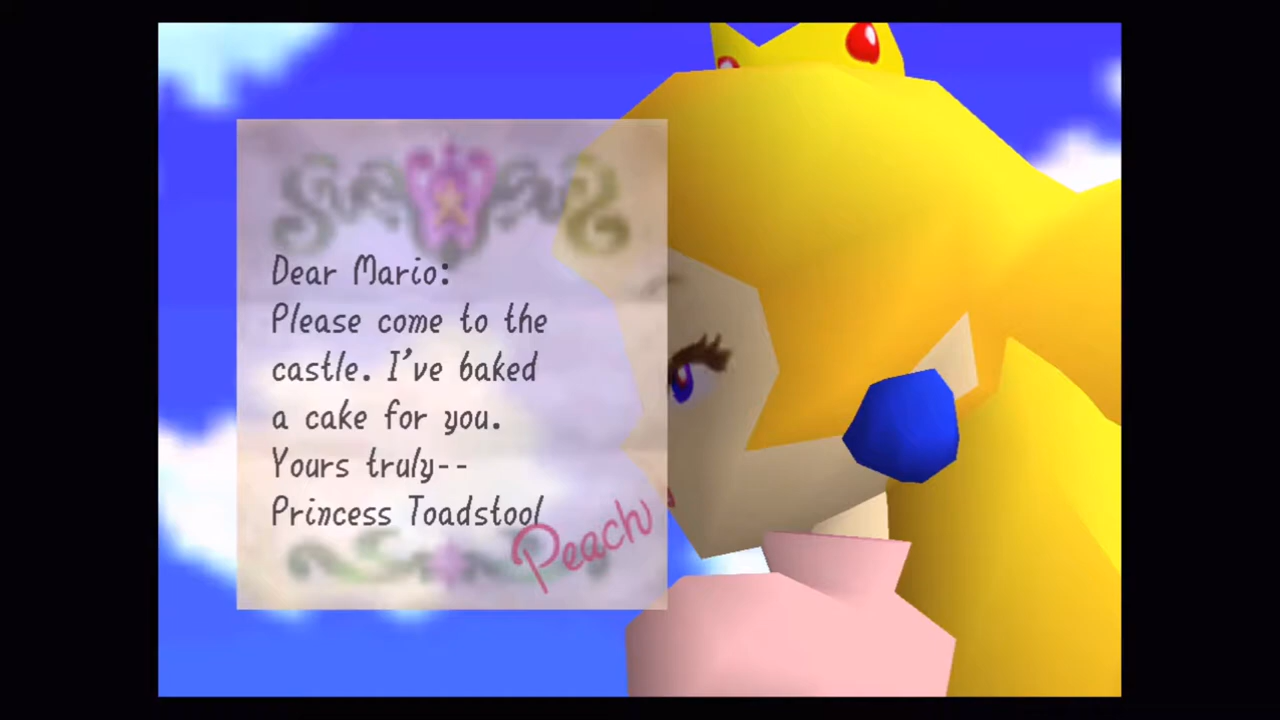 Dear Mario:
Please come to the
castle. I've baked
a cake for you.
Yours truly--
Princess Toadstool
Peach